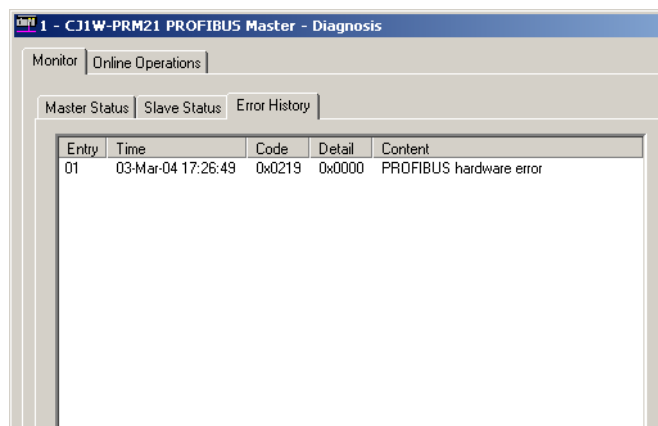 1 - CJ1W-PRM21 PROFIBUS Master - Diagnosis
Monitor Online Operations
Master Status Slave Status Error History
Entry Time Code Detail Content
01 03-Mar-04 17:26:49 0x0219 0x0000 PROFIBUS hardware error